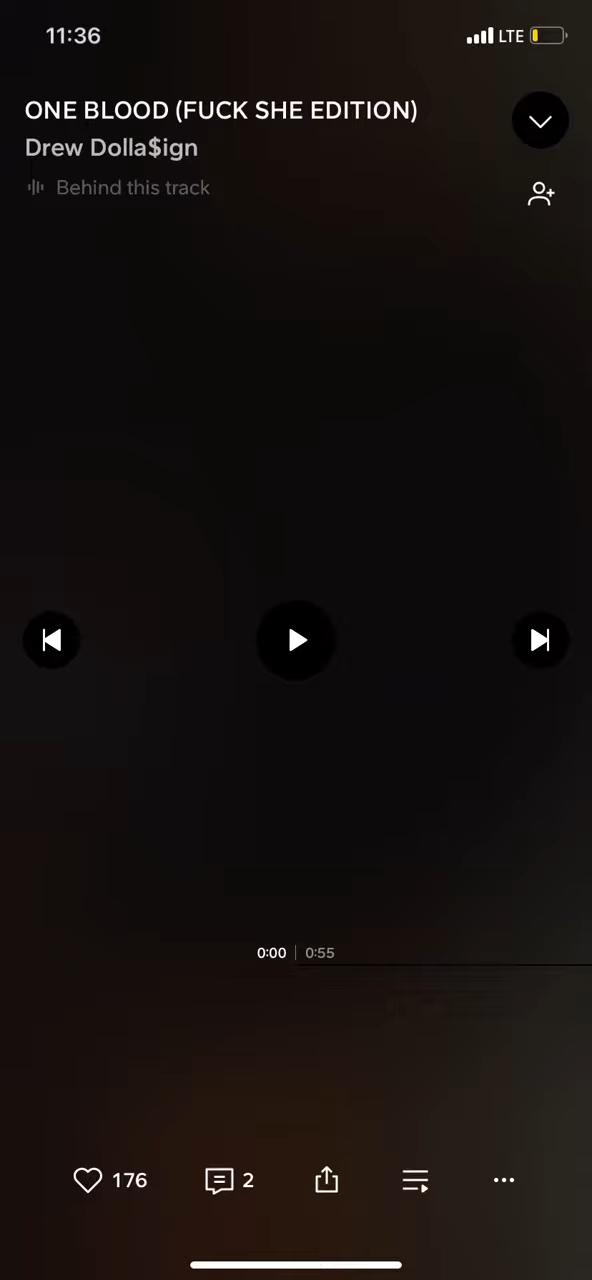 11:36
LTE
ONE BLOOD (FUCK SHE EDITION)
Drew Dolla$ign
Behind this track
0:00 | 0:55
176
2